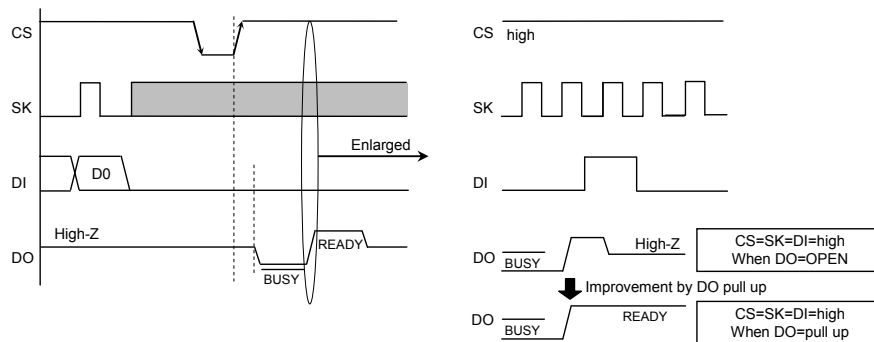 CS
SK
DI
D0
Enlarged
High-Z
DO
READY
BUSY
CS
high
SK
DI
High-Z
DO
BUSY
CS=SK=DI=high
When DO=OPEN
Improvement by DO pull up
DO
BUSY
READY
CS=SK=DI=high
When DO=pull up